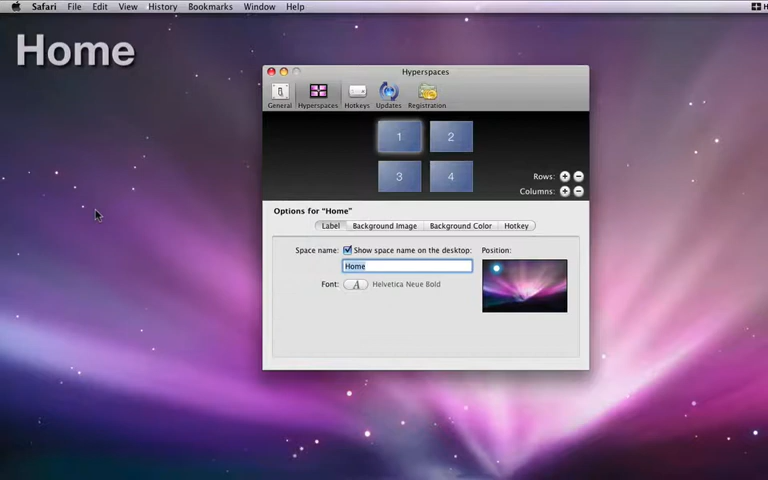 Safari File Edit View History Bookmarks Window Help
Home
Hyperspaces
General Hyperspaces Hotkeys Updates Registration
1 2
3 4
Rows:
Columns:
Options for "Home"
Label Background Image Background Color Hotkey
Space name: Show space name on the desktop: Position:
Home
Font: A Helvetica Neue Bold